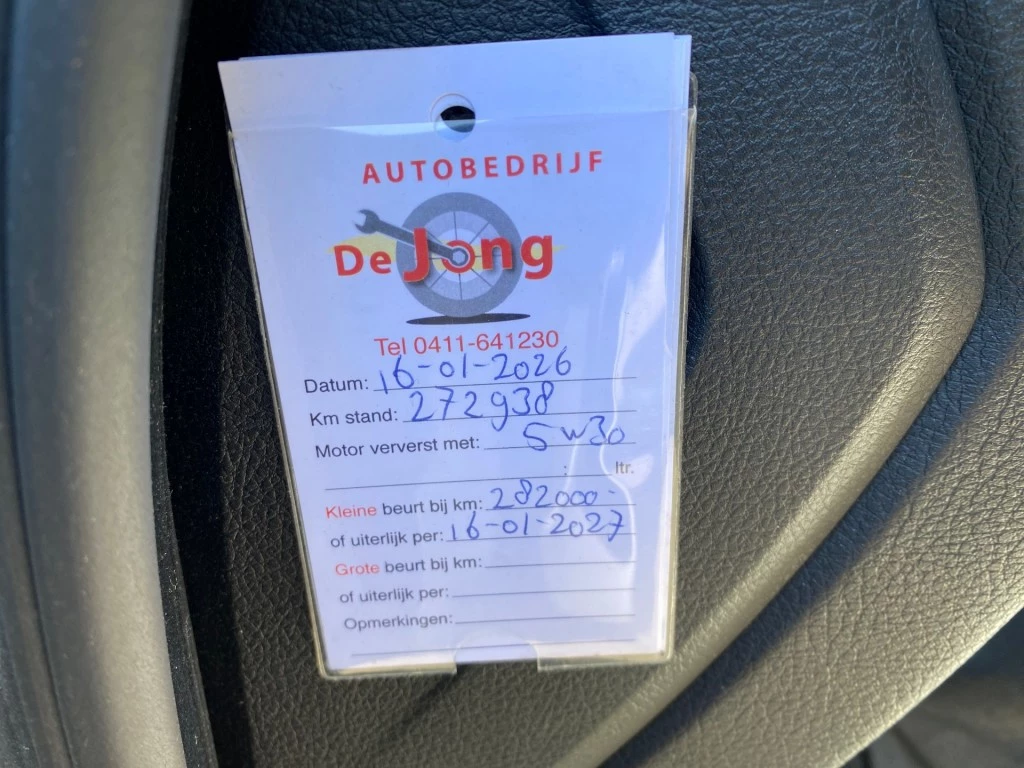 AUTOBEDRIJF
De Jong
Tel 0411-641230
Datum: 16-01-2026
Km stand: 272938
Motor ververst met: 5w30
: ltr.
Kleine beurt bij km: 282000-
of uiterlijk per: 16-01-2027
Grote beurt bij km:
of uiterlijk per:
Opmerkingen: